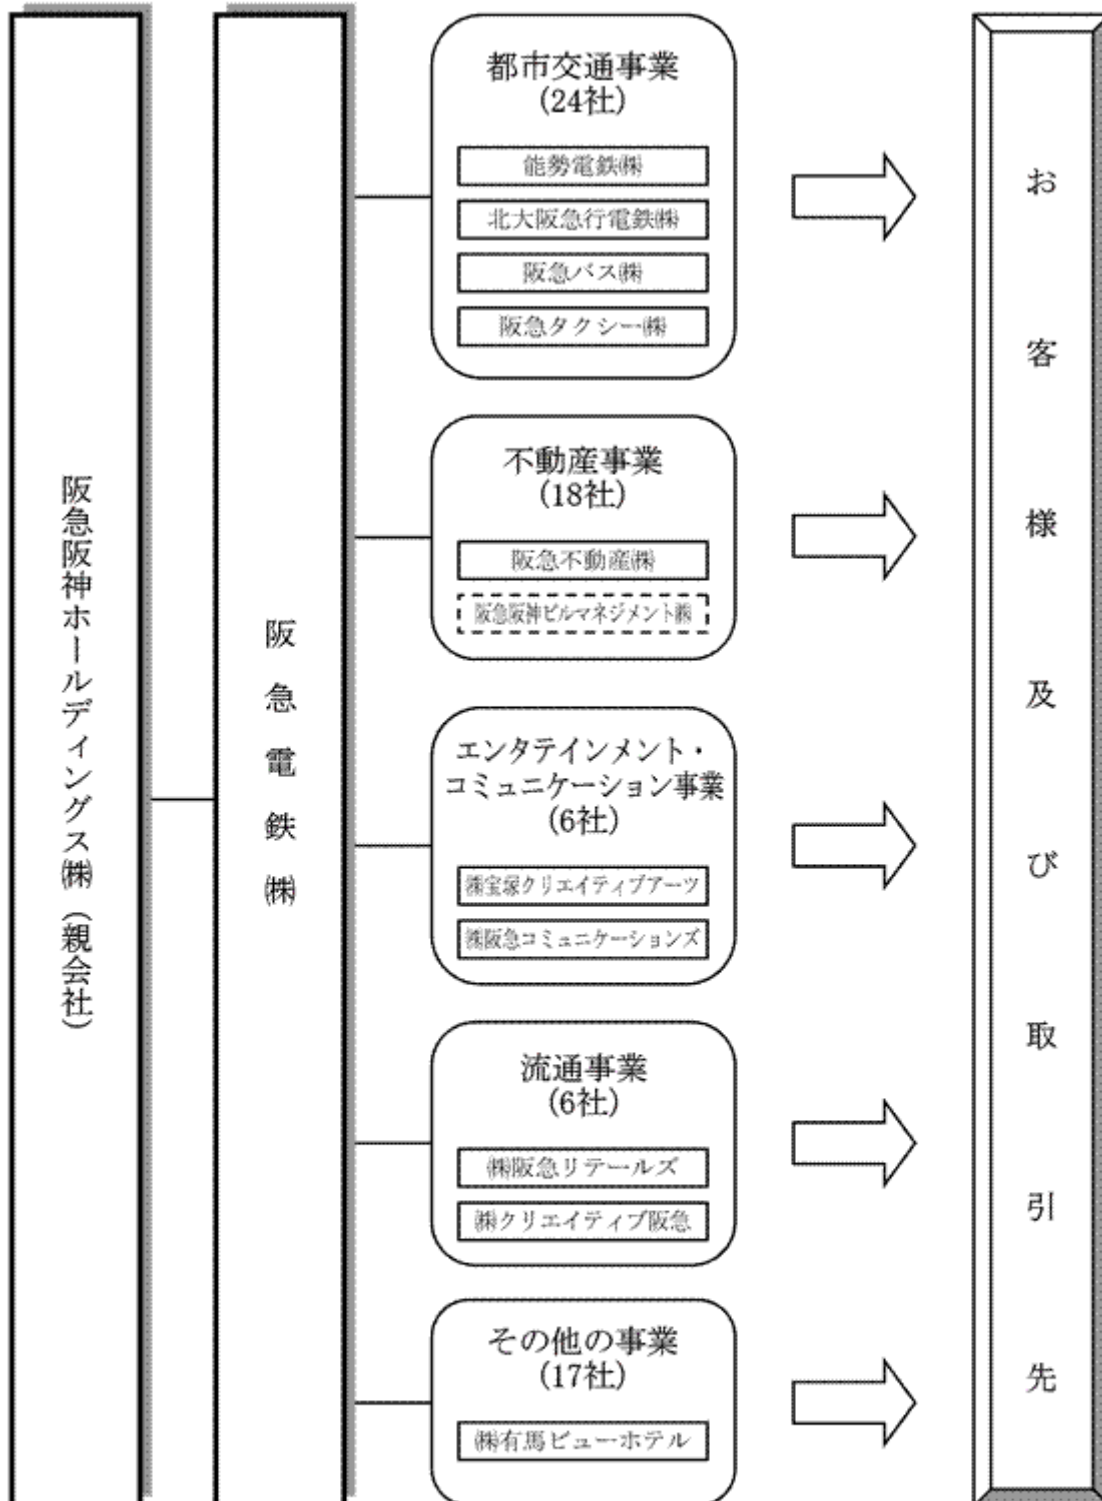 阪急阪神ホールディングス㈱（親会社）
阪急電鉄㈱
都市交通事業
(24社)
能勢電鉄㈱
北大阪急行電鉄㈱
阪急バス㈱
阪急タクシー㈱
不動産事業
(18社)
阪急不動産㈱
阪急阪神ビルマネジメント㈱
エンタテインメント・
コミュニケーション事業
(6社)
㈱宝塚クリエイティブアーツ
㈱阪急コミュニケーションズ
流通事業
(6社)
㈱阪急リテールズ
㈱クリエイティブ阪急
その他の事業
(17社)
㈱有馬ビューホテル
お客様及び取引先